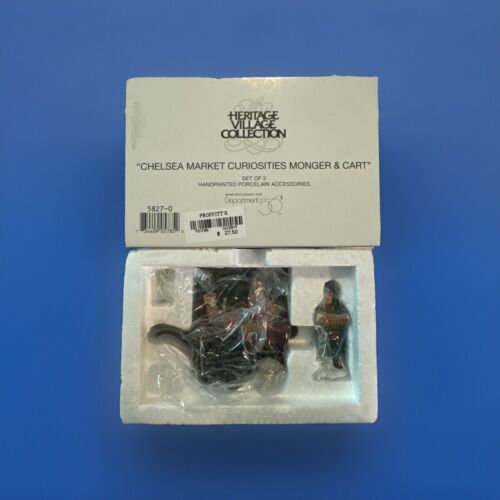 HERITAGE
VILLAGE
COLLECTION
"CHELSEA MARKET CURIOSITIES MONGER & CART"
SET OF 2
HANDPAINTED PORCELAIN ACCESSORIES
Department 56
5827-0
PROFFITT'S
$ 27.50